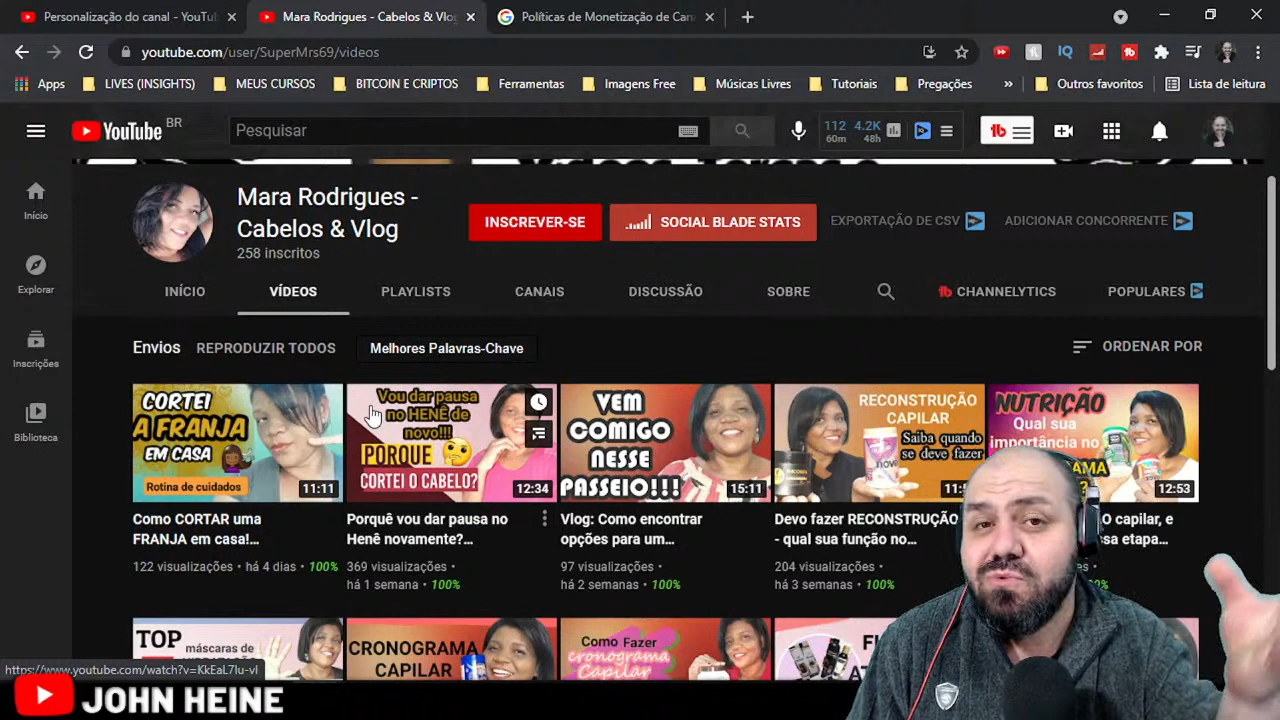 Personalização do canal - YouTu
Mara Rodrigues - Cabelos & Vlog
Políticas de Monetização de Can
youtube.com/user/SuperMrs69/videos
Apps
LIVES (INSIGHTS)
MEUS CURSOS
BITCOIN E CRIPTOS
Ferramentas
Imagens Free
Músicas Livres
Tutoriais
Pregações
»
Outros favoritos
Lista de leitura
YouTube BR
Pesquisar
112 4.2K
60m 48h
tb
Início
Explorar
Inscrições
Biblioteca
Mara Rodrigues -
Cabelos & Vlog
258 inscritos
INSCREVER-SE
SOCIAL BLADE STATS
EXPORTAÇÃO DE CSV
ADICIONAR CONCORRENTE
INÍCIO
VÍDEOS
PLAYLISTS
CANAIS
DISCUSSÃO
SOBRE
tb CHANNELYTICS
POPULARES
Envios
REPRODUZIR TODOS
Melhores Palavras-Chave
ORDENAR POR
CORTEI
A FRANJA
EM CASA
Rotina de cuidados
11:11
Como CORTAR uma
FRANJA em casa!...
122 visualizações •
há 4 dias • 100%
Vou dar pausa
no HENÊ de
novo!!!
PORQUE
CORTEI O CABELO?
12:34
Porquê vou dar pausa no
Henê novamente?...
369 visualizações •
há 1 semana • 100%
VEM
COMIGO
NESSE
PASSEIO!!!
15:11
Vlog: Como encontrar
opções para um...
97 visualizações •
há 2 semanas • 100%
RECONSTRUÇÃO
CAPILAR
Saiba quando
se deve fazer
Devo fazer RECONSTRUÇÃO
- qual sua função no...
204 visualizações •
há 3 semanas • 100%
NUTRIÇÃO
Qual sua
importância no
12:53
capilar, e
etapa...
TOP
máscaras de
CRONOGRAMA
CAPILAR
Como Fazer
cronograma
Capilar
https://www.youtube.com/watch?v=KkEaL7lu-vI
JOHN HEINE